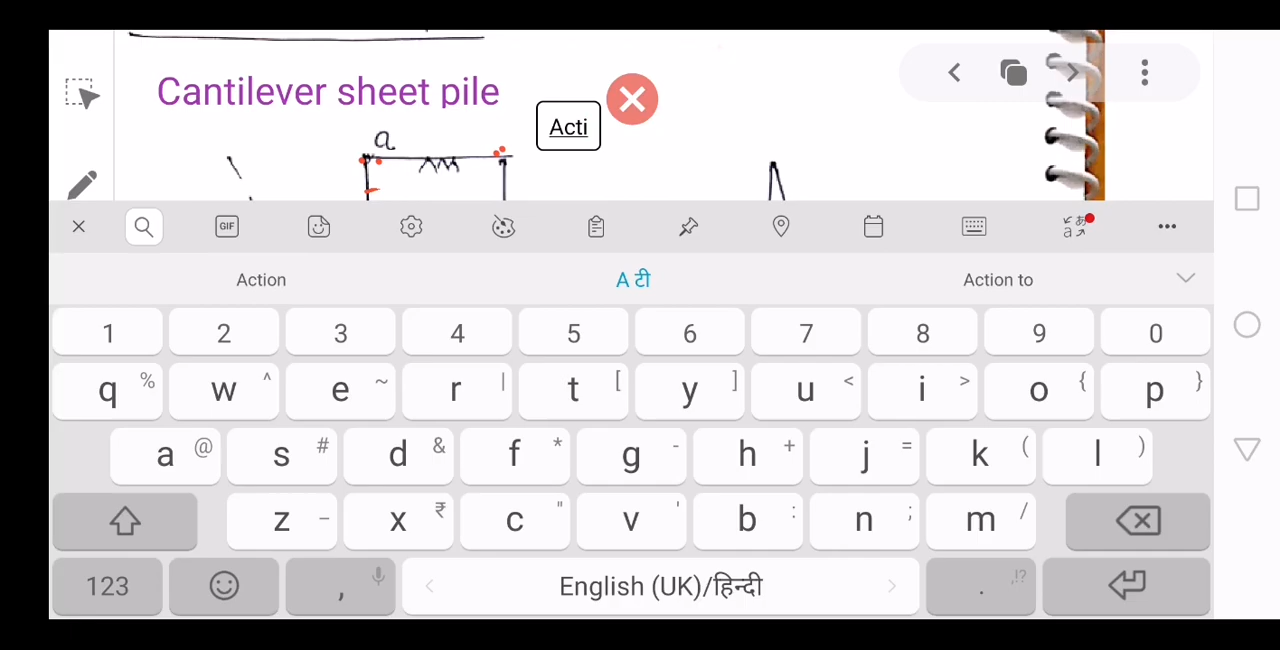 Cantilever sheet pile
Acti
a
GIF
Action
A टी
Action to
1 2 3 4 5 6 7 8 9 0
q % w ^ e ~ r | t [ y ] u < i > o { p }
a @ s # d & f * g - h + j = k ( l )
z _ x ₹ c " v ' b : n ; m /
123 , English (UK)/हिन्दी . ,!?